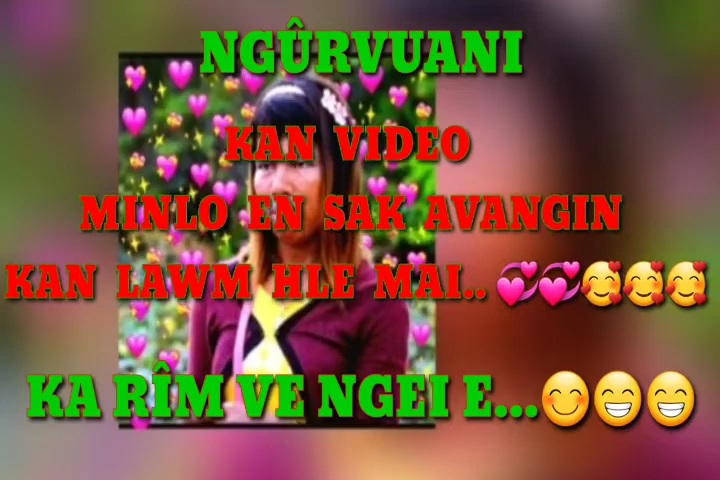 NGÛRVUANI
KAN VIDEO
MINLO EN SAK AVANGIN
KAN LAWM HLE MAI.. 💞💞🥰🥰🥰
KA RÎM VE NGEI E...😊😁😁